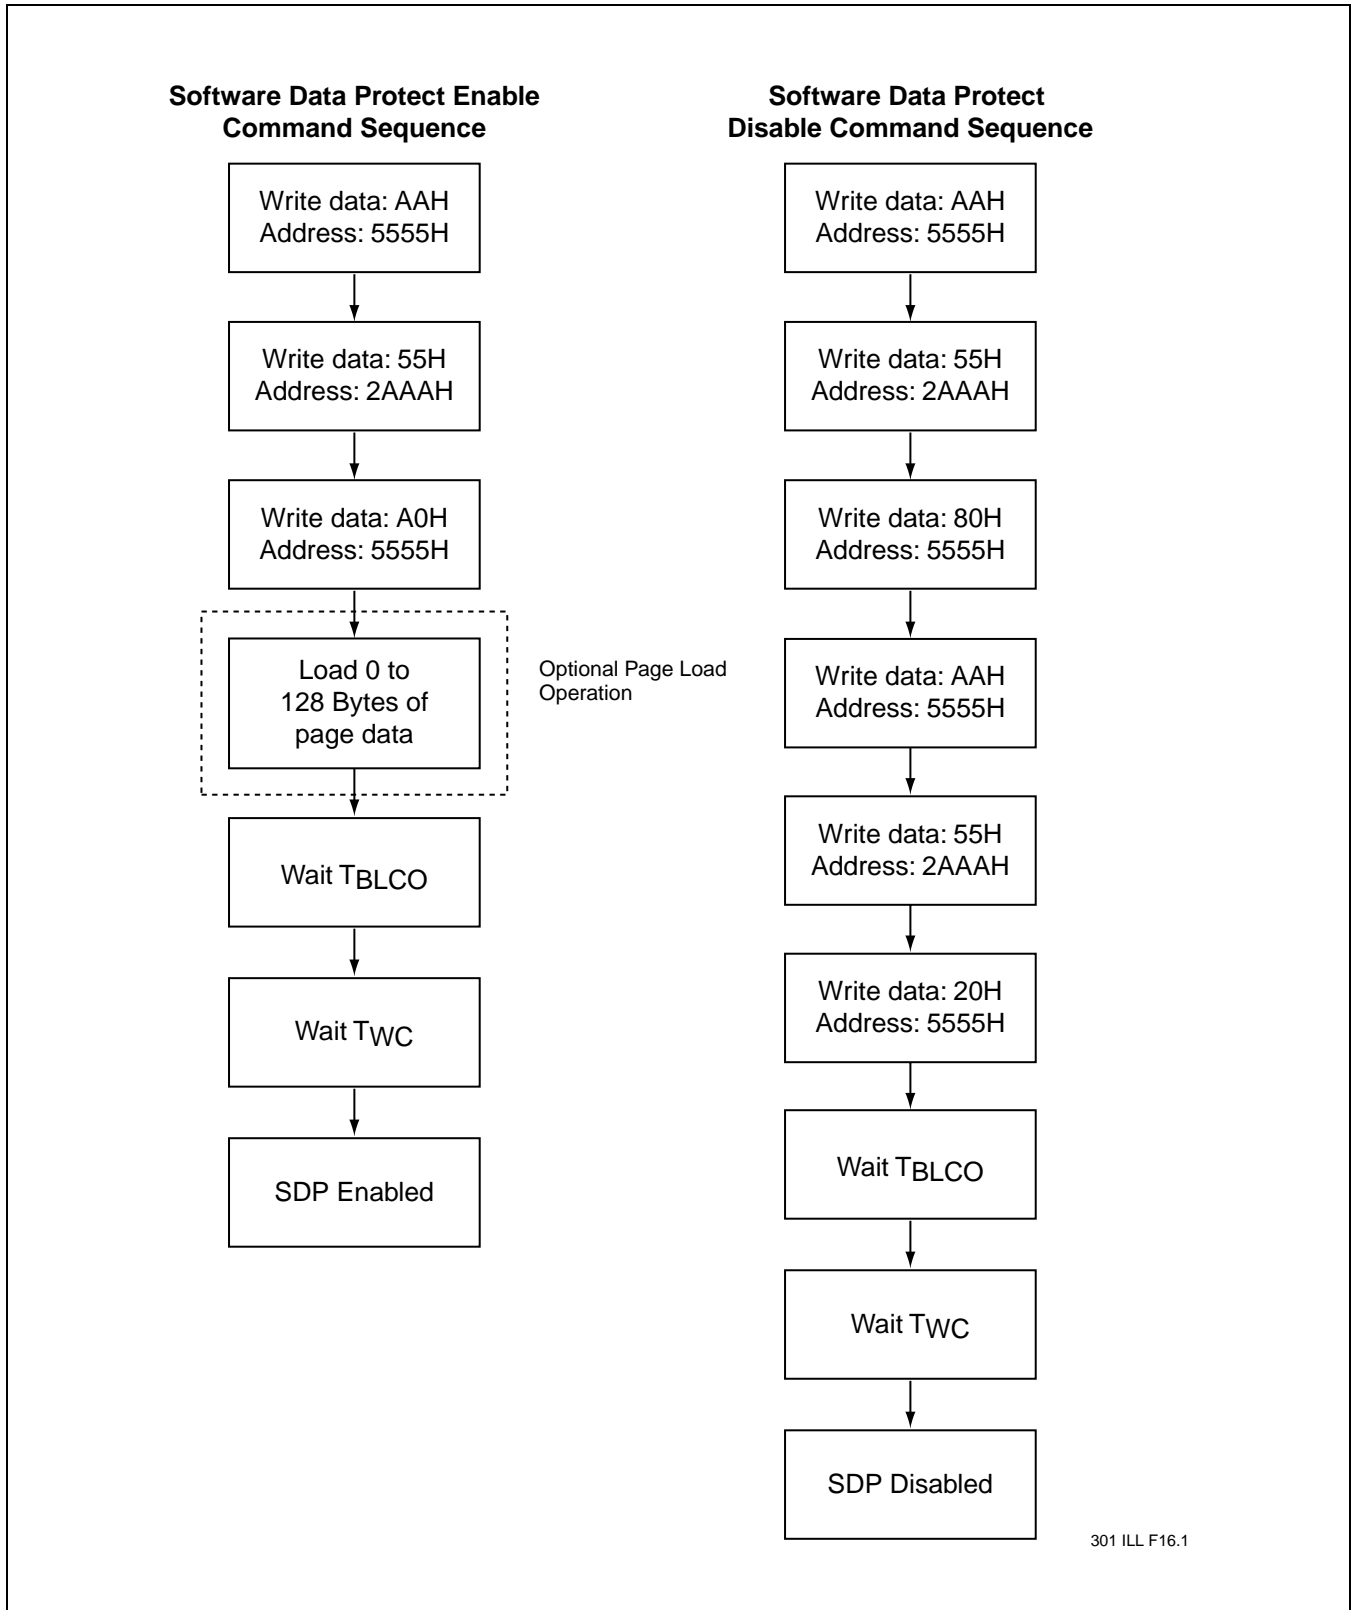 Software Data Protect Enable
Command Sequence
Write data: AAH
Address: 5555H
Write data: 55H
Address: 2AAAH
Write data: A0H
Address: 5555H
Load 0 to
128 Bytes of
page data
Optional Page Load
Operation
Wait TBLCO
Wait TWC
SDP Enabled
Software Data Protect
Disable Command Sequence
Write data: AAH
Address: 5555H
Write data: 55H
Address: 2AAAH
Write data: 80H
Address: 5555H
Write data: AAH
Address: 5555H
Write data: 55H
Address: 2AAAH
Write data: 20H
Address: 5555H
Wait TBLCO
Wait TWC
SDP Disabled
301 ILL F16.1